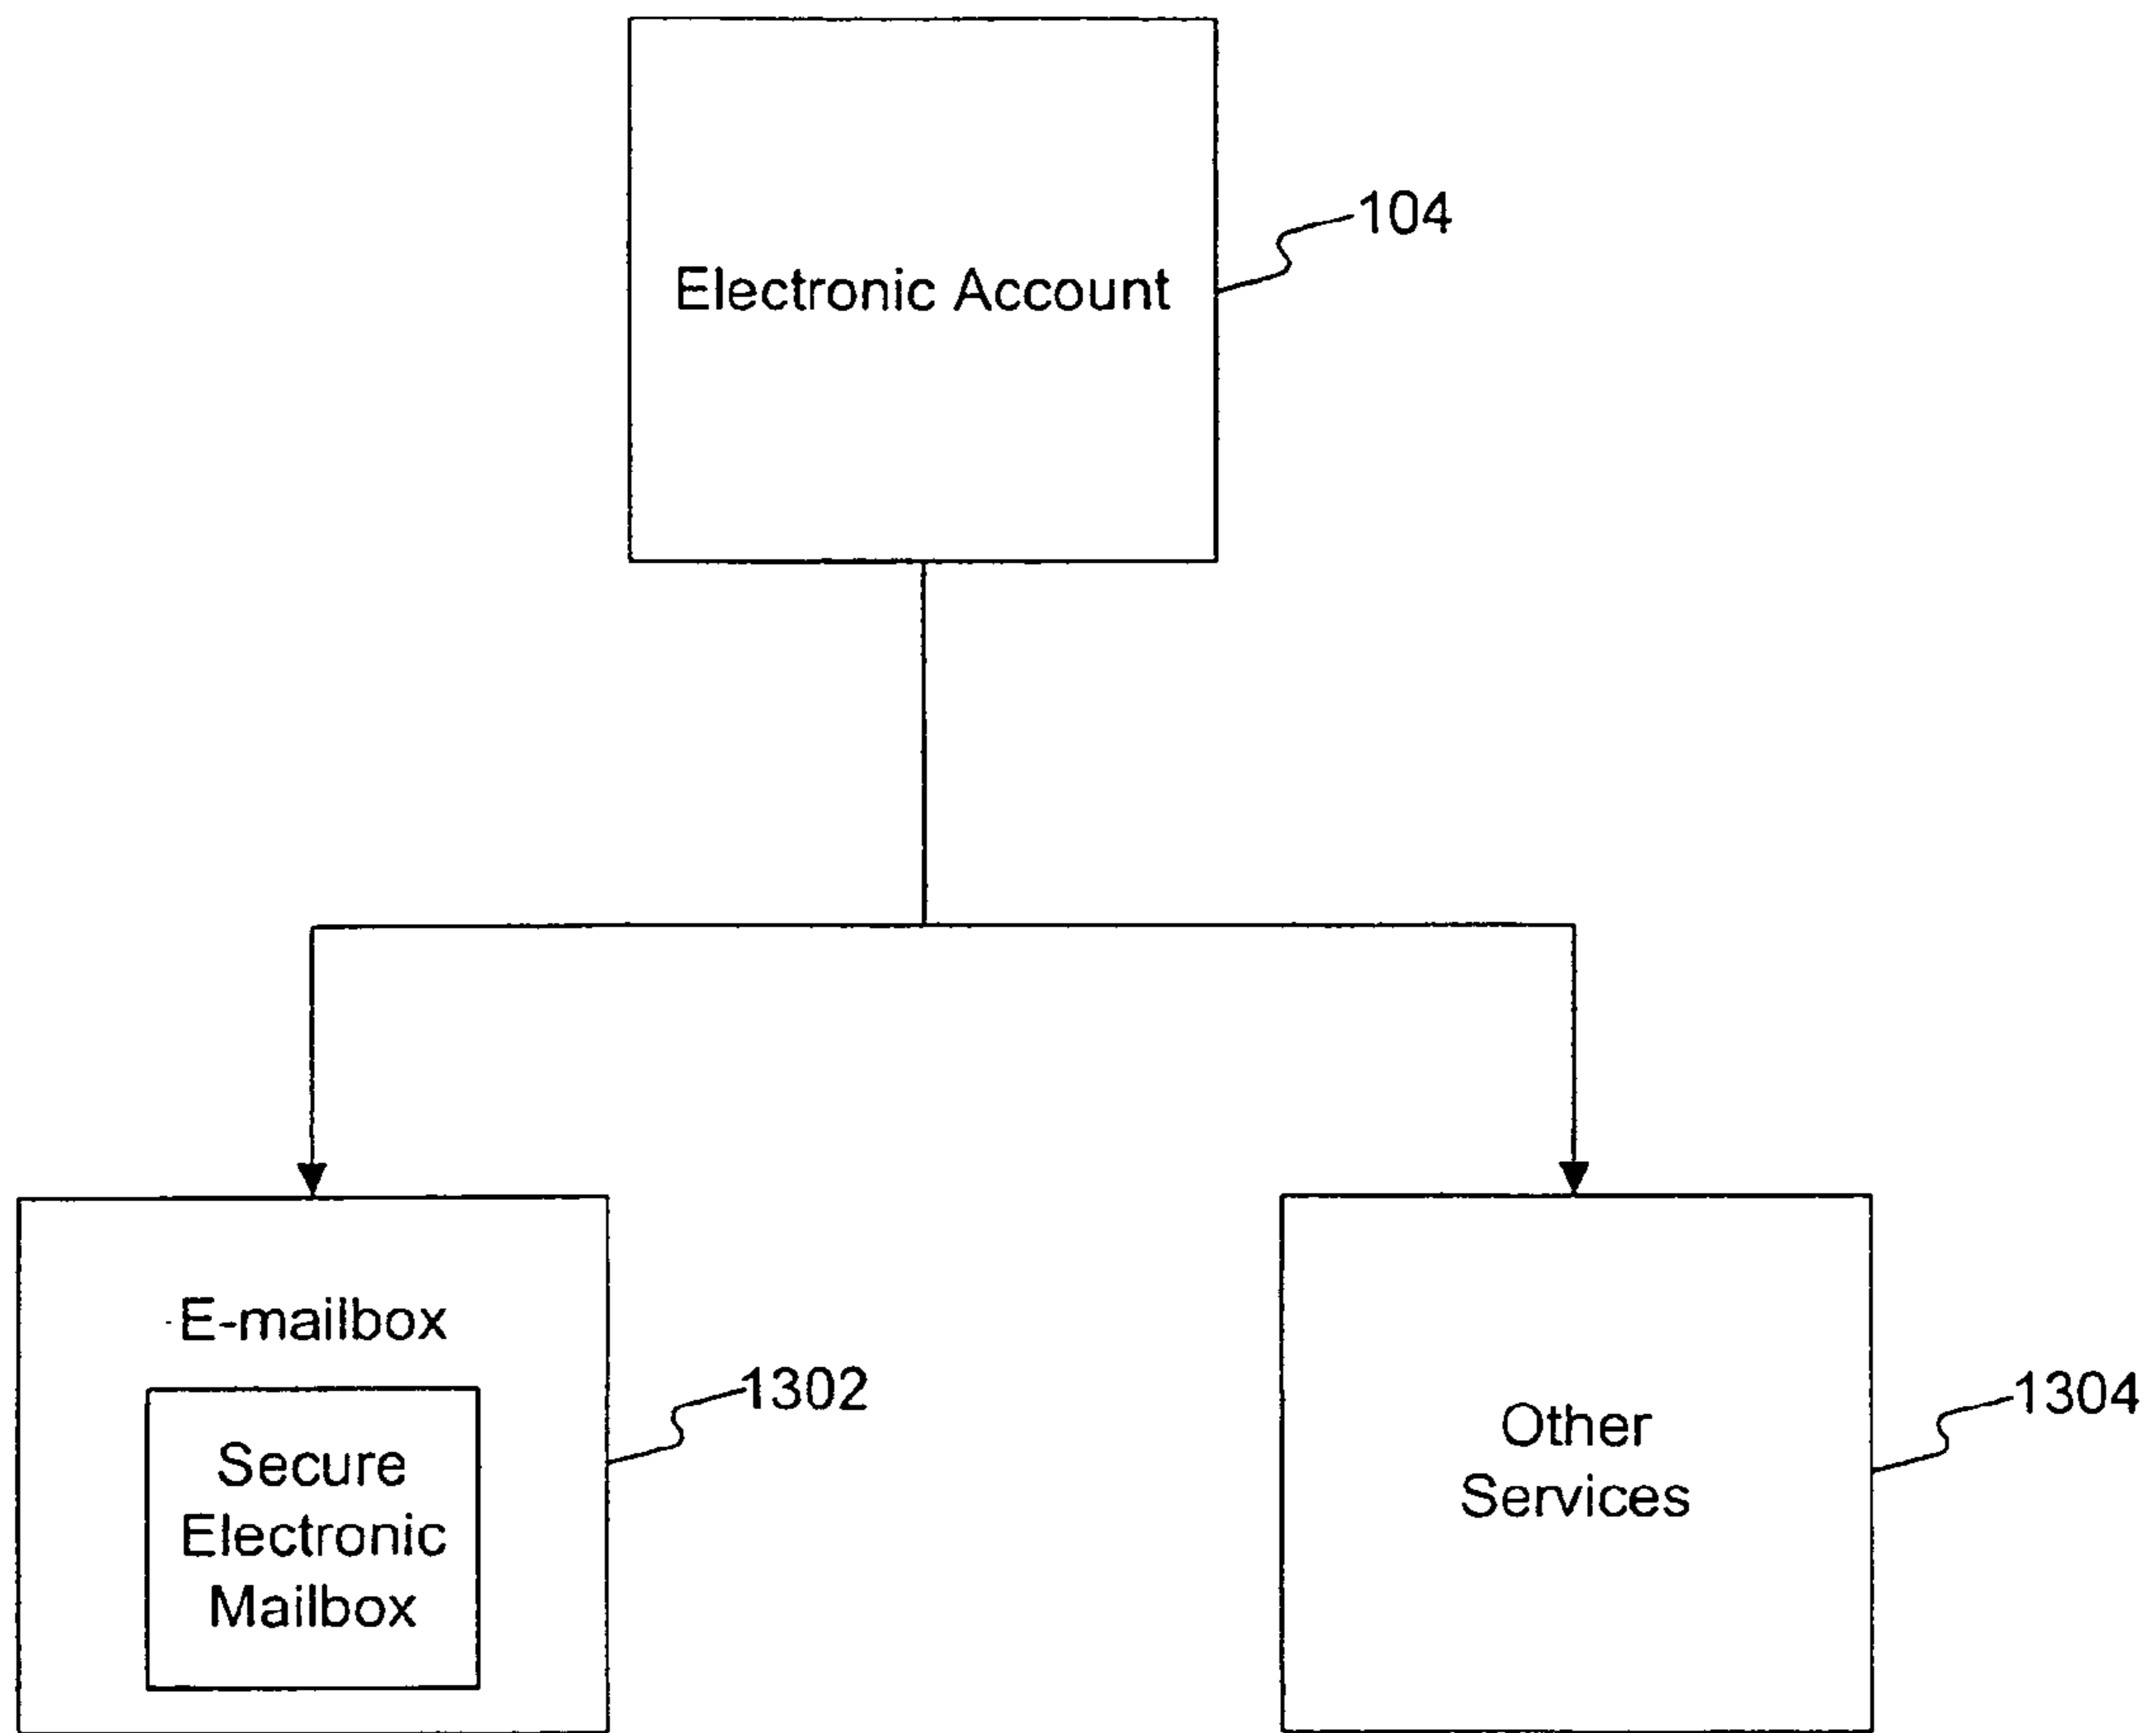 104
Electronic Account
E-mailbox
1302
Secure
Electronic
Mailbox
1304
Other
Services